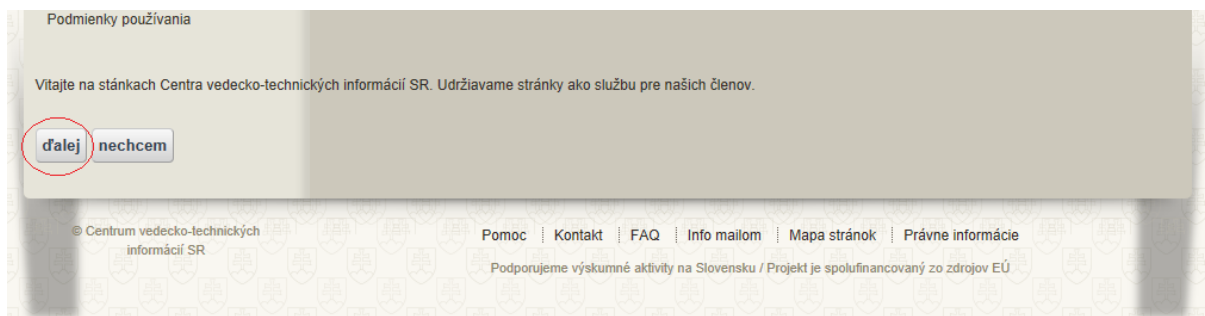 Podmienky používania
Vitajte na stánkach Centra vedecko-technických informácií SR. Udržiavame stránky ako službu pre našich členov.
ďalej nechcem
© Centrum vedecko-technických
informácií SR
Pomoc Kontakt FAQ Info mailom Mapa stránok Právne informácie
Podporujeme výskumné aktivity na Slovensku / Projekt je spolufinancovaný zo zdrojov EÚ